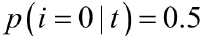 p(i = 0 | t) = 0.5